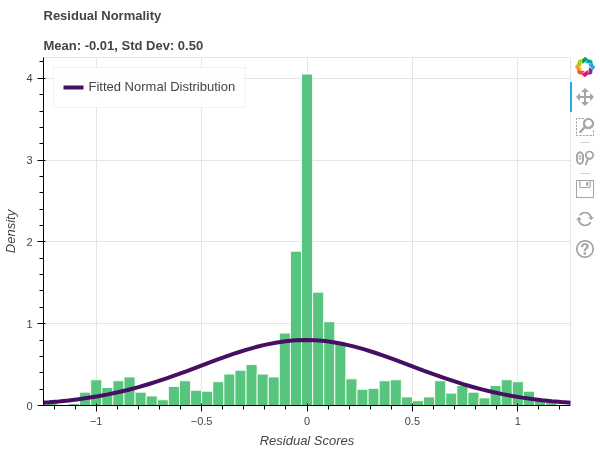 Residual Normality
Mean: -0.01, Std Dev: 0.50
Fitted Normal Distribution
4
3
2
1
0
Density
−1
−0.5
0
0.5
1
Residual Scores